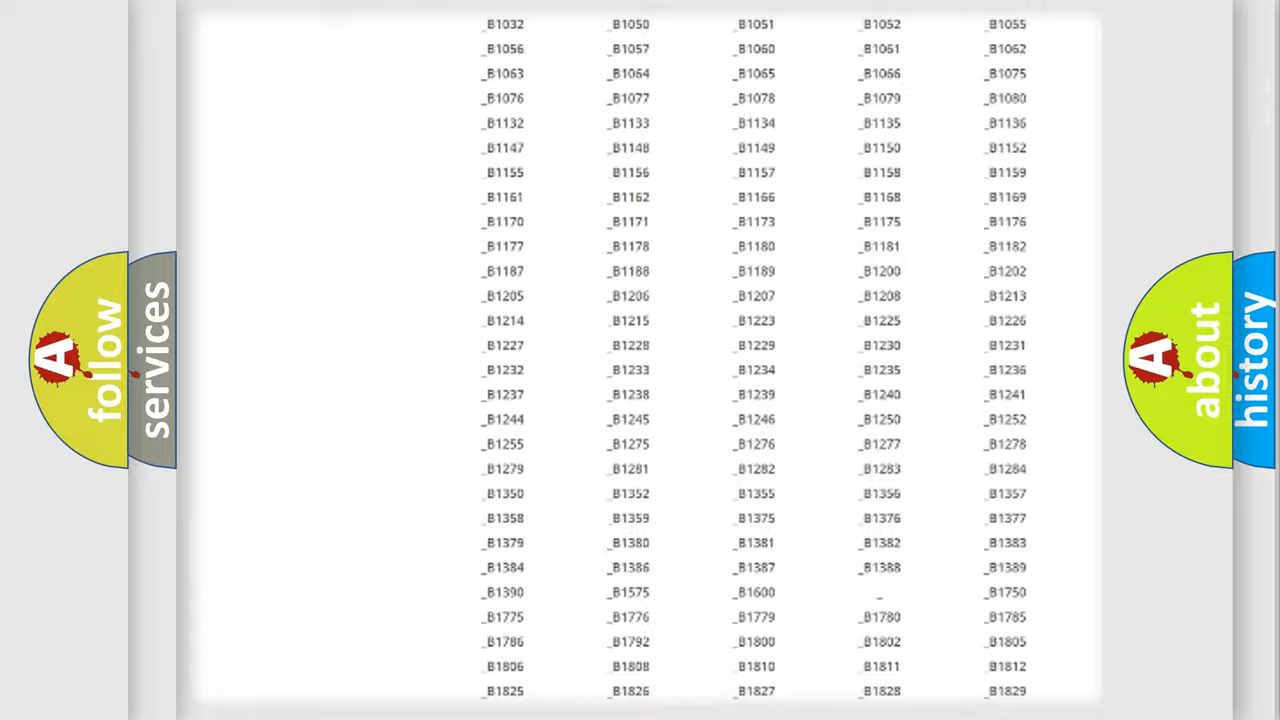 _B1032 _B1050 _B1051 _B1052 _B1055
_B1056 _B1057 _B1060 _B1061 _B1062
_B1063 _B1064 _B1065 _B1066 _B1075
_B1076 _B1077 _B1078 _B1079 _B1080
_B1132 _B1133 _B1134 _B1135 _B1136
_B1147 _B1148 _B1149 _B1150 _B1152
_B1155 _B1156 _B1157 _B1158 _B1159
_B1161 _B1162 _B1166 _B1168 _B1169
_B1170 _B1171 _B1173 _B1175 _B1176
_B1177 _B1178 _B1180 _B1181 _B1182
_B1187 _B1188 _B1189 _B1200 _B1202
_B1205 _B1206 _B1207 _B1208 _B1213
_B1214 _B1215 _B1223 _B1225 _B1226
_B1227 _B1228 _B1229 _B1230 _B1231
_B1232 _B1233 _B1234 _B1235 _B1236
_B1237 _B1238 _B1239 _B1240 _B1241
_B1244 _B1245 _B1246 _B1250 _B1252
_B1255 _B1275 _B1276 _B1277 _B1278
_B1279 _B1281 _B1282 _B1283 _B1284
_B1350 _B1352 _B1355 _B1356 _B1357
_B1358 _B1359 _B1375 _B1376 _B1377
_B1379 _B1380 _B1381 _B1382 _B1383
_B1384 _B1386 _B1387 _B1388 _B1389
_B1390 _B1575 _B1600 _ _B1750
_B1775 _B1776 _B1779 _B1780 _B1785
_B1786 _B1792 _B1800 _B1802 _B1805
_B1806 _B1808 _B1810 _B1811 _B1812
_B1825 _B1826 _B1827 _B1828 _B1829
A
follow
services
A
about
history